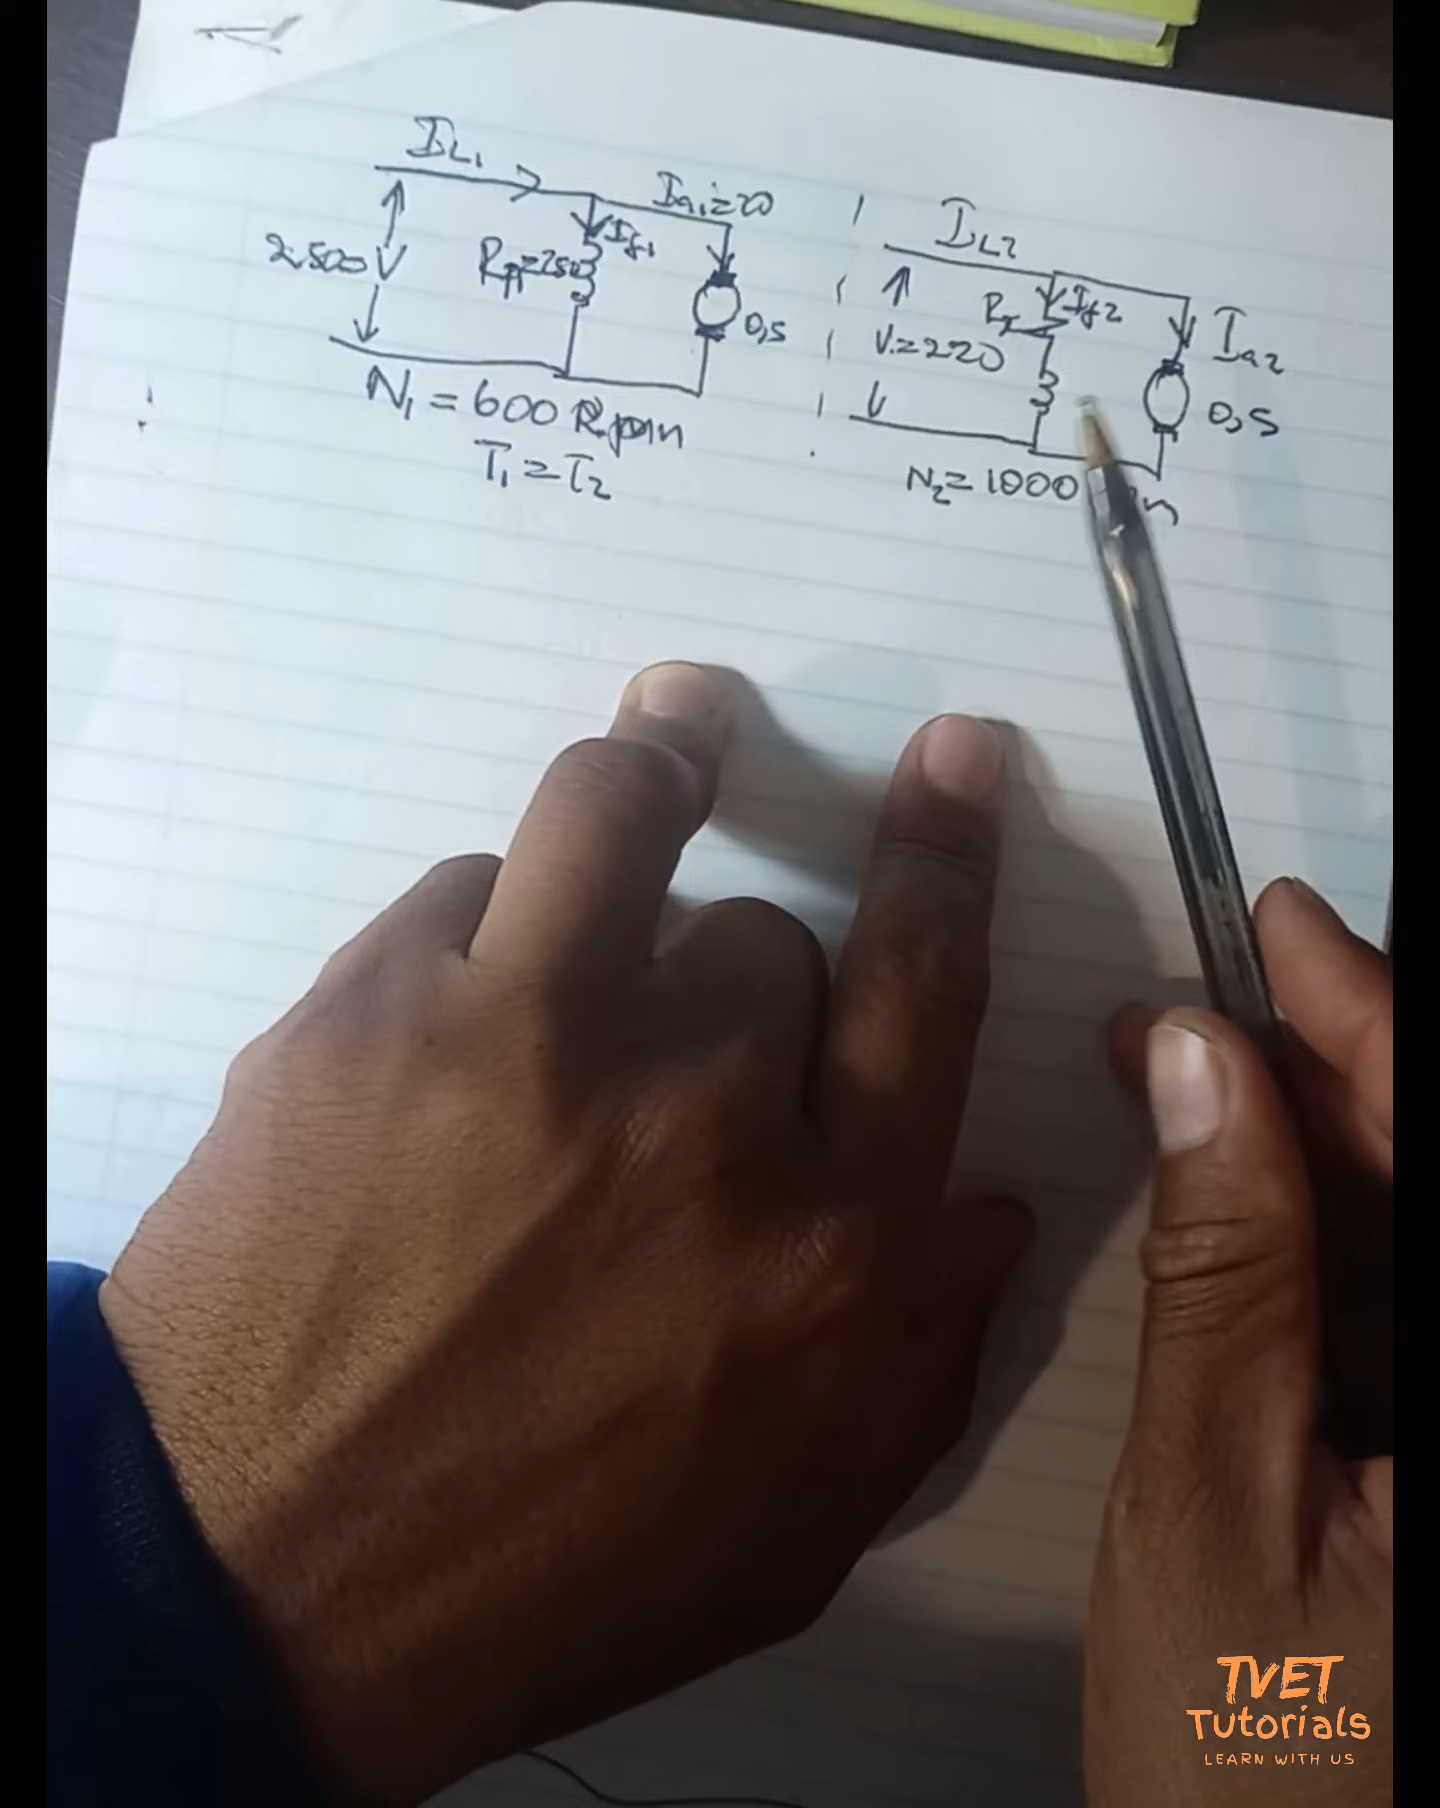 IL1
Ia1=20
If1
2500 V
Rf1=250
0,5
N1 = 600 Rpm
T1 = T2
IL2
Rx
If2
V=220
Ia2
0,5
N2= 1000
TVET
Tutorials
LEARN WITH US